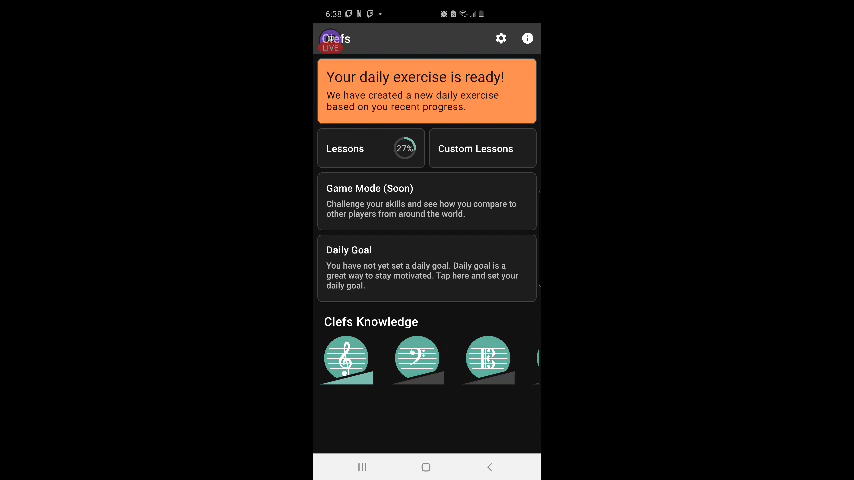 6:38
Clefs
LIVE
Your daily exercise is ready!
We have created a new daily exercise
based on you recent progress.
Lessons
27%
Custom Lessons
Game Mode (Soon)
Challenge your skills and see how you compare to
other players from around the world.
Daily Goal
You have not yet set a daily goal. Daily goal is a
great way to stay motivated. Tap here and set your
daily goal.
Clefs Knowledge